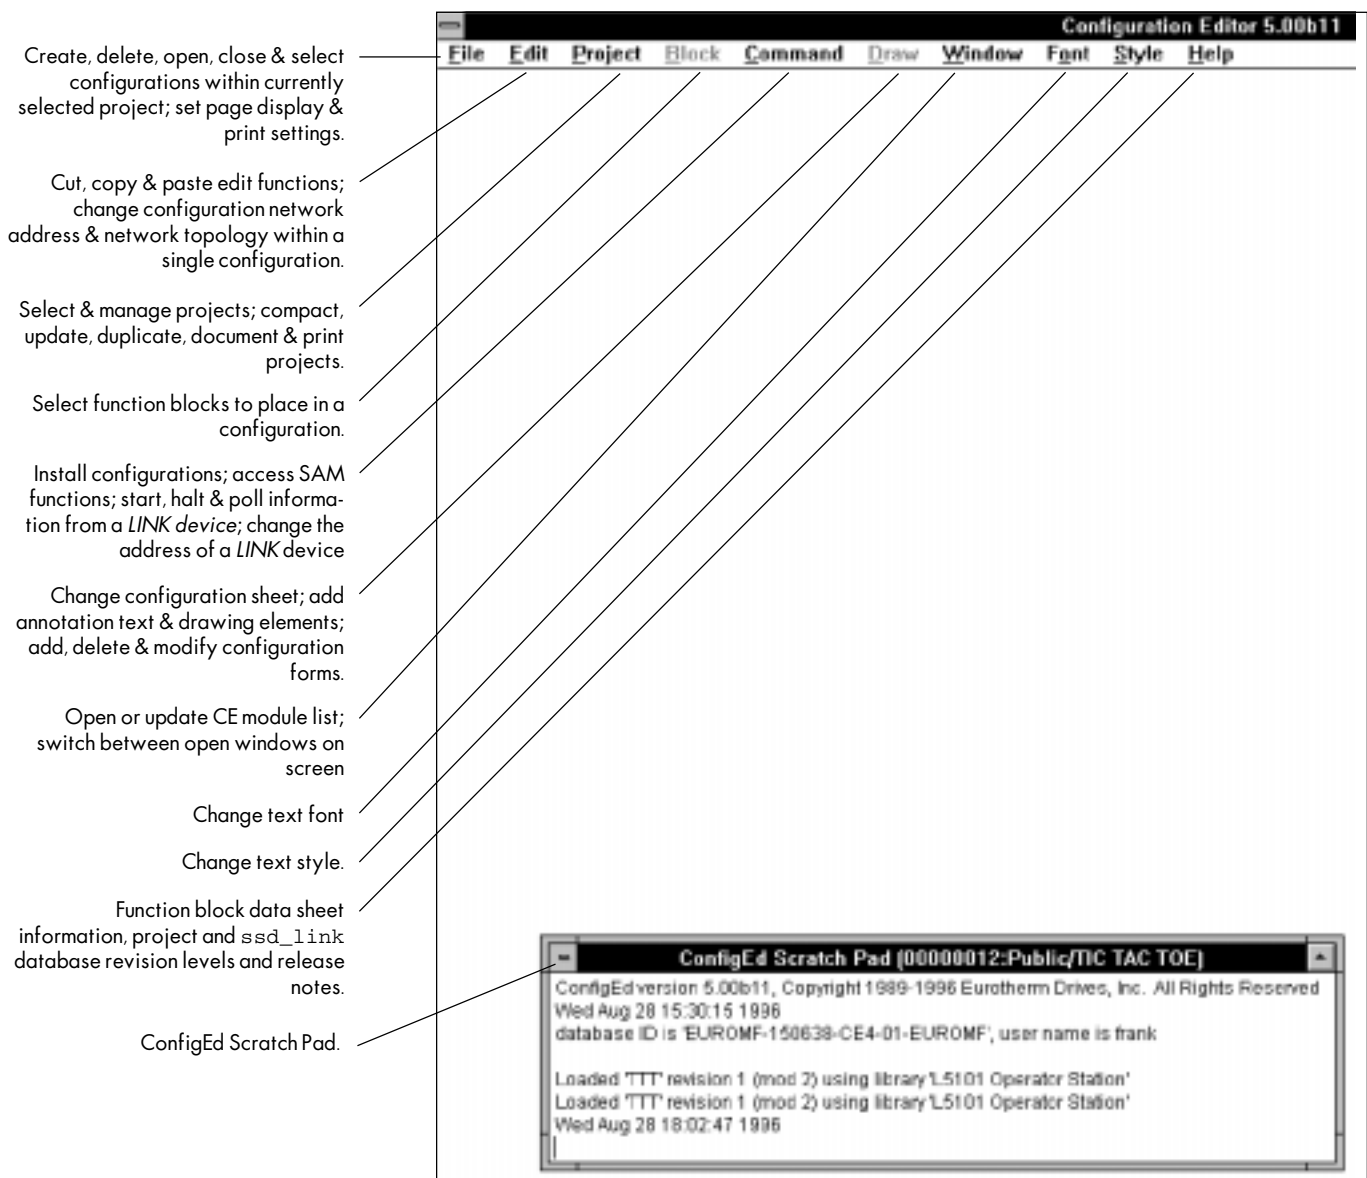 Configuration Editor 5.00b11
File Edit Project Block Command Draw Window Font Style Help
Create, delete, open, close & select
configurations within currently
selected project; set page display &
print settings.
Cut, copy & paste edit functions;
change configuration network
address & network topology within a
single configuration.
Select & manage projects; compact,
update, duplicate, document & print
projects.
Select function blocks to place in a
configuration.
Install configurations; access SAM
functions; start, halt & poll informa-
tion from a LINK device; change the
address of a LINK device
Change configuration sheet; add
annotation text & drawing elements;
add, delete & modify configuration
forms.
Open or update CE module list;
switch between open windows on
screen
Change text font
Change text style.
Function block data sheet
information, project and ssd_link
database revision levels and release
notes.
ConfigEd Scratch Pad.
ConfigEd Scratch Pad (00000012:Public/TIC TAC TOE)
ConfigEd version 5.00b11, Copyright 1989-1996 Eurotherm Drives, Inc. All Rights Reserved
Wed Aug 28 15:30:15 1996
database ID is 'EUROMF-150638-CE4-01-EUROMF', user name is frank
Loaded 'TTT' revision 1 (mod 2) using library 'L5101 Operator Station'
Loaded 'TTT' revision 1 (mod 2) using library 'L5101 Operator Station'
Wed Aug 28 18:02:47 1996